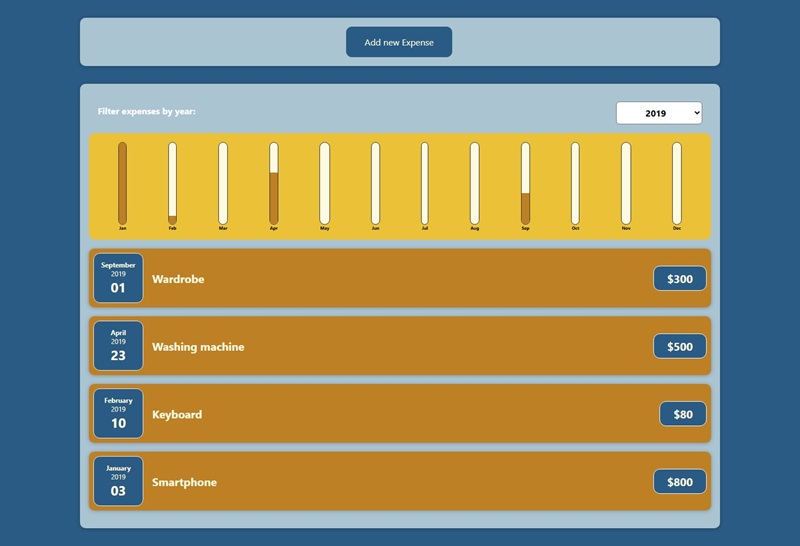 Add new Expense
Filter expenses by year:
2019
Jan Feb Mar Apr May Jun Jul Aug Sep Oct Nov Dec
September
2019
01
Wardrobe
$300
April
2019
23
Washing machine
$500
February
2019
10
Keyboard
$80
January
2019
03
Smartphone
$800